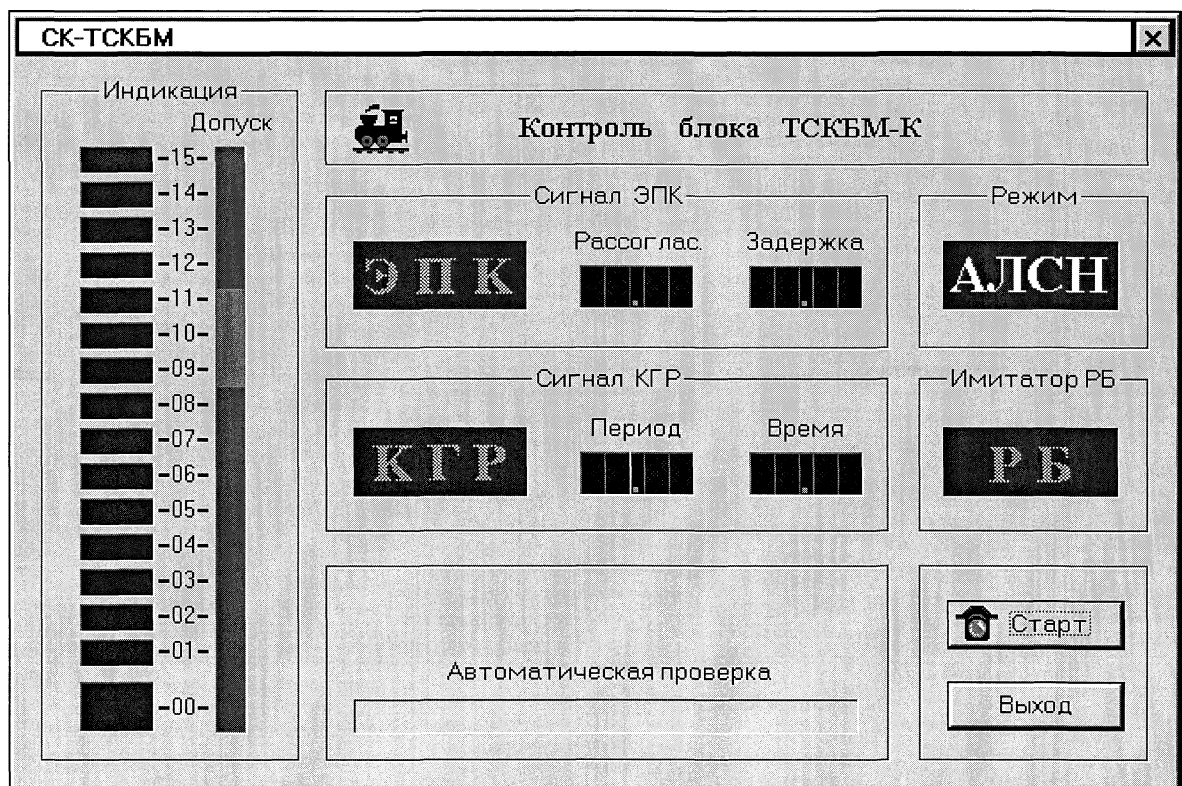 СК-ТСКБМ
Индикация
Допуск
-15-
-14-
-13-
-12-
-11-
-10-
-09-
-08-
-07-
-06-
-05-
-04-
-03-
-02-
-01-
-00-
Контроль блока ТСКБМ-К
Сигнал ЭПК
ЭПК
Рассоглас.
Задержка
Режим
АЛСН
Сигнал КГР
КГР
Период
Время
Имитатор РБ
РБ
Автоматическая проверка
Старт
Выход